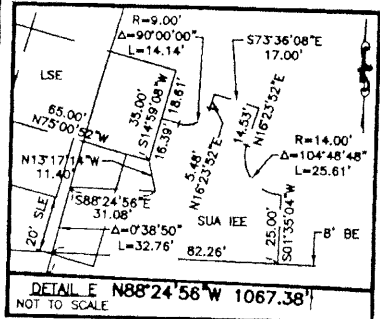 R=9.00'
Δ=90°00'00"
L=14.14'
S73°36'08"E
17.00'
LSE
65.00'
N75°00'52"W
35.00'
S14°59'08"W
18.61'
16.39'
14.53'
N16°23'52"E
R=14.00'
Δ=104°48'48"
L=25.61'
N13°17'14"W
11.40'
5.48'
N16°23'52"E
S88°24'56"E
31.08'
SUA IEE
25.00'
S01°35'04"W
20' SLE
Δ=0°38'50"
L=32.76'
82.26'
8' BE
DETAIL E N88°24'56"W 1067.38'
NOT TO SCALE